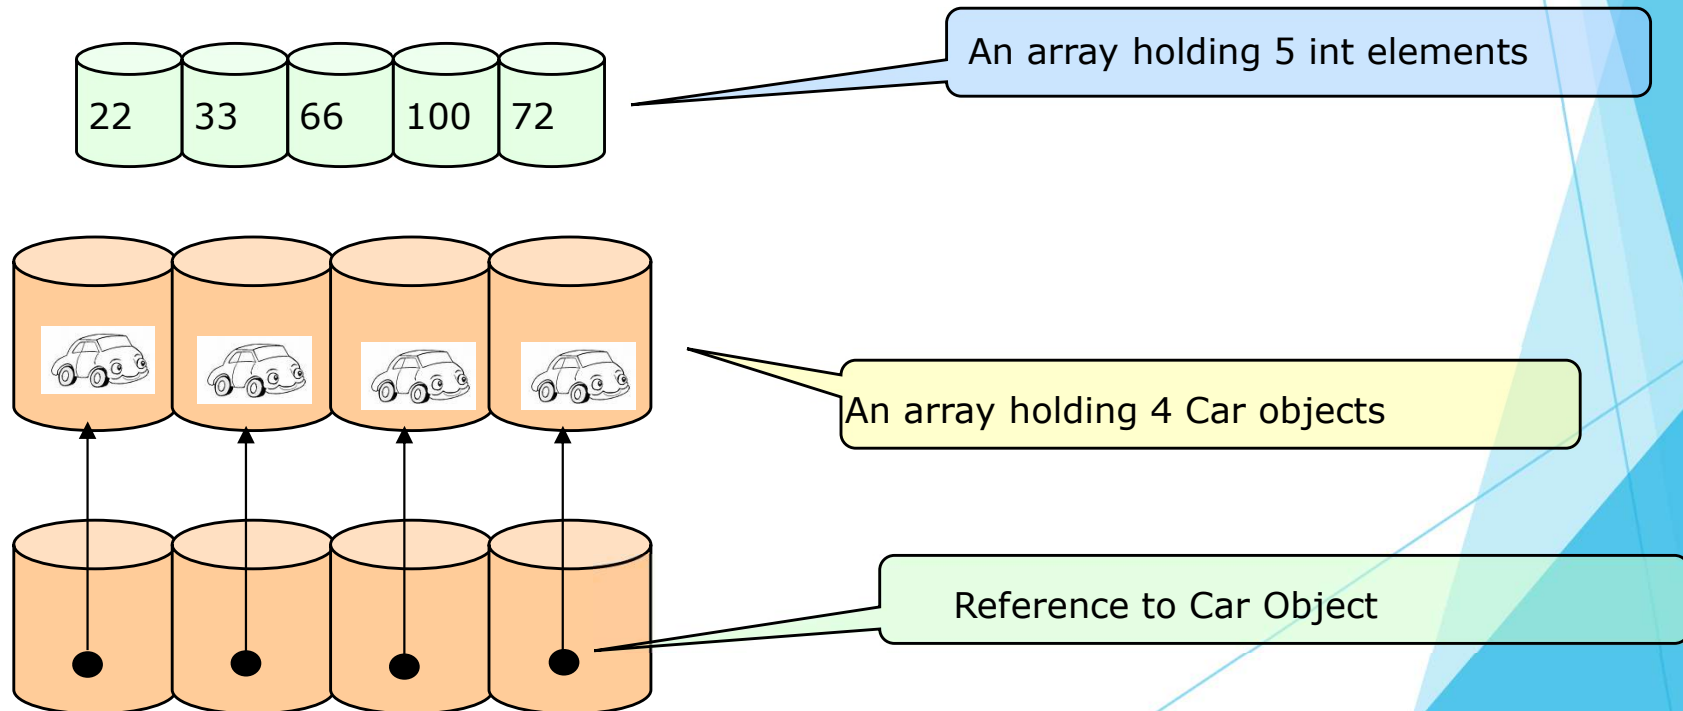 An array holding 5 int elements
22 33 66 100 72
An array holding 4 Car objects
Reference to Car Object